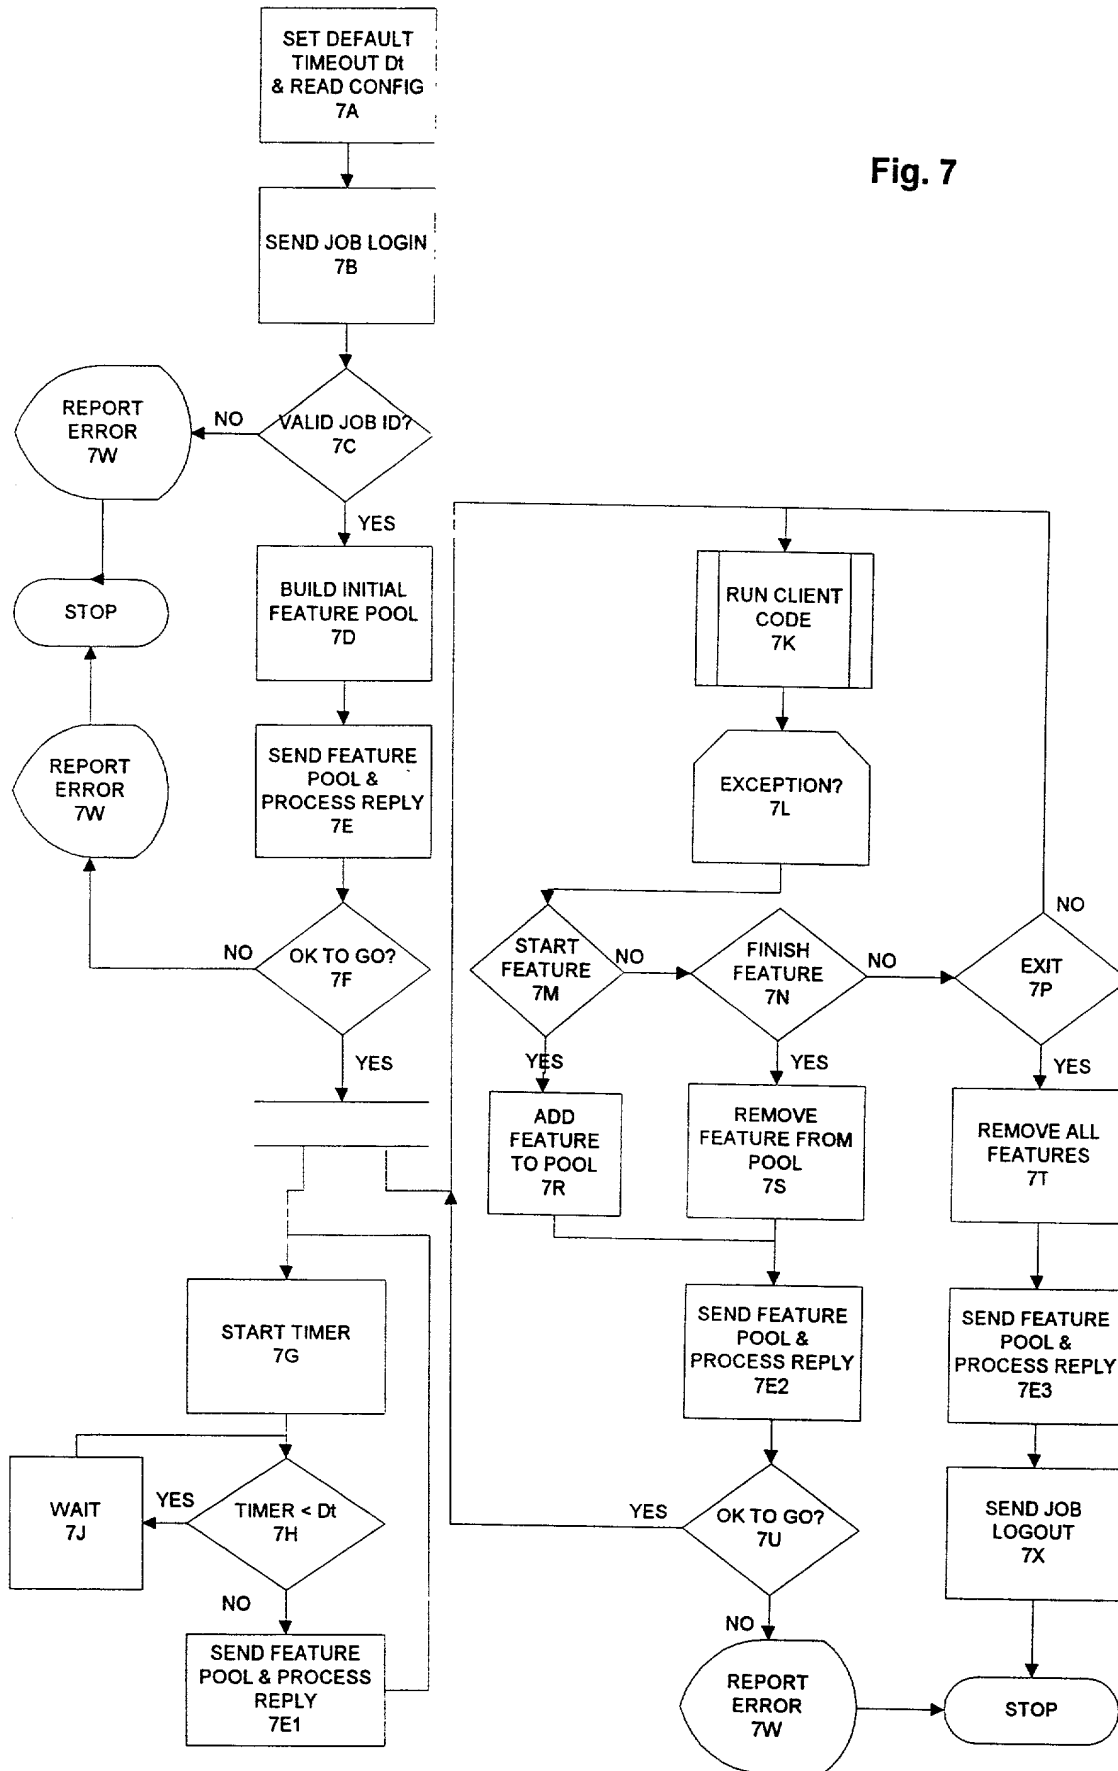 SET DEFAULT
TIMEOUT Dt
& READ CONFIG
7A
Fig. 7
SEND JOB LOGIN
7B
VALID JOB ID?
7C
NO
REPORT
ERROR
7W
YES
STOP
BUILD INITIAL
FEATURE POOL
7D
RUN CLIENT
CODE
7K
REPORT
ERROR
7W
SEND FEATURE
POOL &
PROCESS REPLY
7E
EXCEPTION?
7L
NO
OK TO GO?
7F
YES
START
FEATURE
7M
NO
FINISH
FEATURE
7N
NO
EXIT
7P
NO
YES
YES
YES
ADD
FEATURE
TO POOL
7R
REMOVE
FEATURE FROM
POOL
7S
REMOVE ALL
FEATURES
7T
START TIMER
7G
SEND FEATURE
POOL &
PROCESS REPLY
7E2
SEND FEATURE
POOL &
PROCESS REPLY
7E3
WAIT
7J
YES
TIMER < Dt
7H
NO
YES
OK TO GO?
7U
NO
SEND JOB
LOGOUT
7X
SEND FEATURE
POOL & PROCESS
REPLY
7E1
REPORT
ERROR
7W
STOP